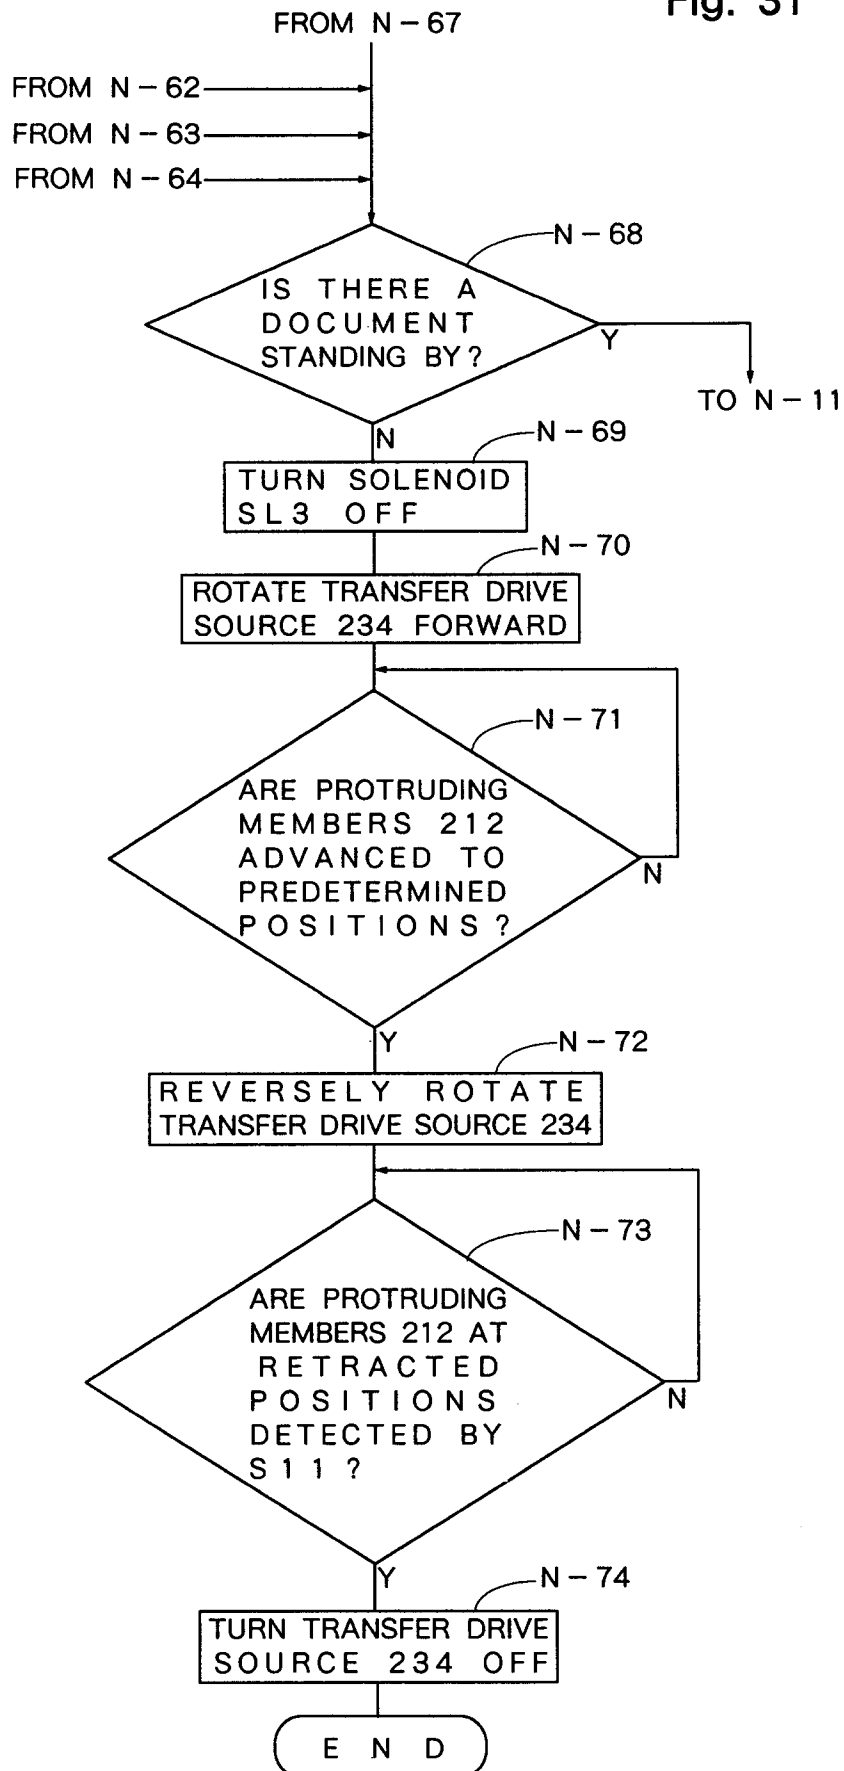 Fig. 31
FROM N-67
FROM N-62
FROM N-63
FROM N-64
N-68
IS THERE A
DOCUMENT
STANDING BY?
Y
TO N-11
N
N-69
TURN SOLENOID
SL3 OFF
N-70
ROTATE TRANSFER DRIVE
SOURCE 234 FORWARD
N-71
ARE PROTRUDING
MEMBERS 212
ADVANCED TO
PREDETERMINED
POSITIONS?
N
Y
N-72
REVERSELY ROTATE
TRANSFER DRIVE SOURCE 234
N-73
ARE PROTRUDING
MEMBERS 212 AT
RETRACTED
POSITIONS
DETECTED BY
S11?
N
Y
N-74
TURN TRANSFER DRIVE
SOURCE 234 OFF
END